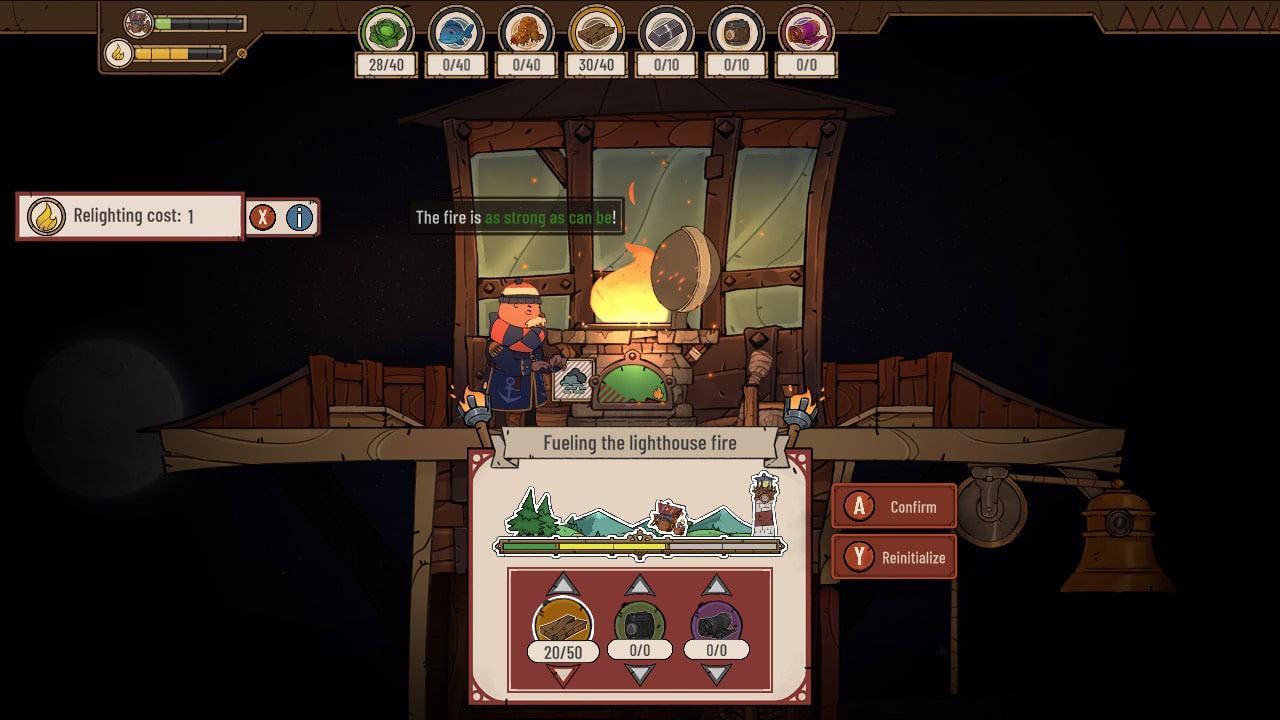 28/40
0/40
0/40
30/40
0/10
0/10
0/0
Relighting cost: 1
X
i
The fire is as strong as can be!
Fueling the lighthouse fire
A Confirm
Y Reinitialize
20/50
0/0
0/0